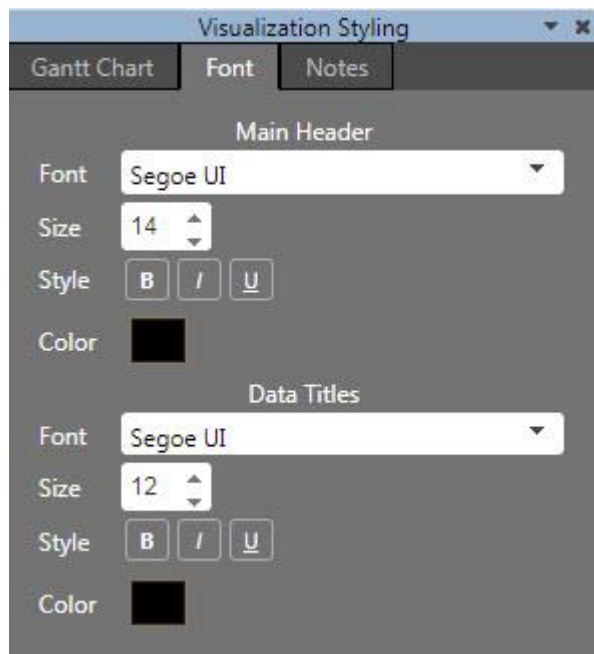 Visualization Styling
Gantt Chart Font Notes
Main Header
Font Segoe UI
Size 14
Style B I U
Color
Data Titles
Font Segoe UI
Size 12
Style B I U
Color